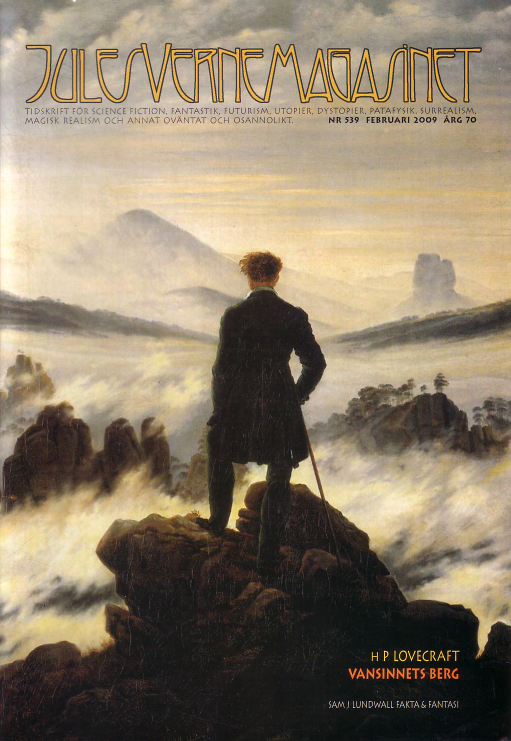 JULES VERNE MAGASINET
TIDSKRIFT FÖR SCIENCE FICTION, FANTASTIK, FUTURISM, UTOPIER, DYSTOPIER, PATAFYSIK, SURREALISM,
MAGISK REALISM OCH ANNAT OVÄNTAT OCH OSANNOLIKT. NR 539 FEBRUARI 2009 ÅRG 70
H P LOVECRAFT
VANSINNETS BERG
SAM J LUNDWALL FAKTA & FANTASI